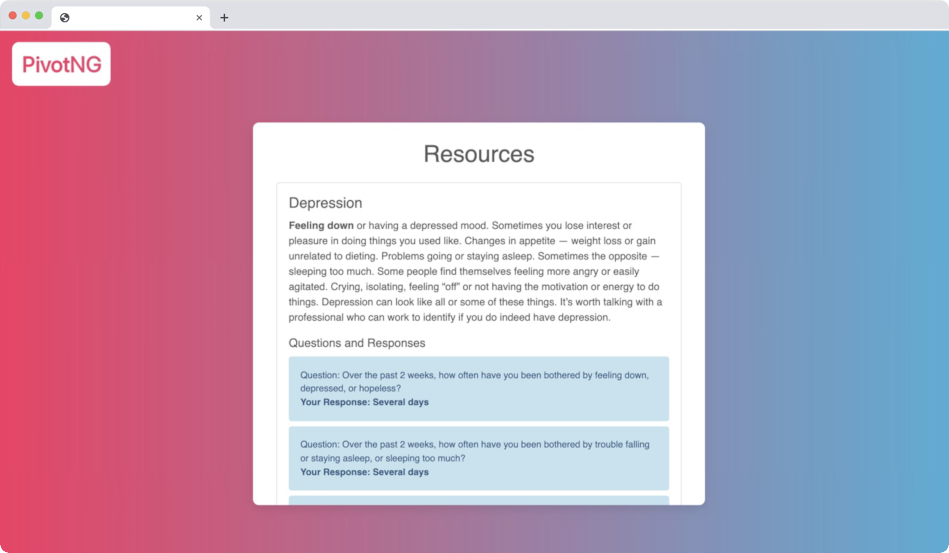 PivotNG
Resources
Depression
Feeling down or having a depressed mood. Sometimes you lose interest or
pleasure in doing things you used like. Changes in appetite — weight loss or gain
unrelated to dieting. Problems going or staying asleep. Sometimes the opposite —
sleeping too much. Some people find themselves feeling more angry or easily
agitated. Crying, isolating, feeling “off” or not having the motivation or energy to do
things. Depression can look like all or some of these things. It’s worth talking with a
professional who can work to identify if you do indeed have depression.
Questions and Responses
Question: Over the past 2 weeks, how often have you been bothered by feeling down,
depressed, or hopeless?
Your Response: Several days
Question: Over the past 2 weeks, how often have you been bothered by trouble falling
or staying asleep, or sleeping too much?
Your Response: Several days